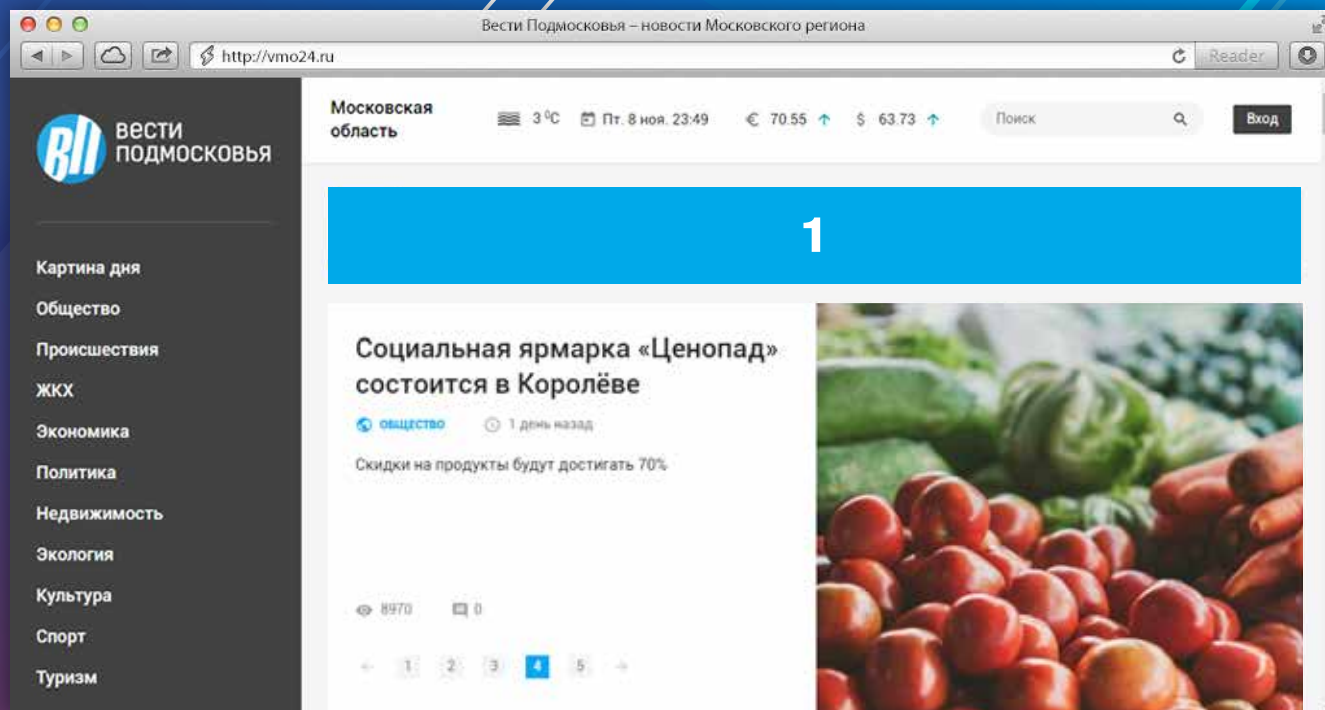 Вести Подмосковья – новости Московского региона
http://vmo24.ru
Reader
ВП
ВЕСТИ
ПОДМОСКОВЬЯ
Московская
область
3 °C
Пт. 8 ноя. 23:49
€ 70.55 ↑
$ 63.73 ↑
Поиск
Вход
1
Картина дня
Общество
Происшествия
ЖКХ
Экономика
Политика
Недвижимость
Экология
Культура
Спорт
Туризм
Социальная ярмарка «Ценопад»
состоится в Королёве
ОБЩЕСТВО
1 день назад
Скидки на продукты будут достигать 70%
8970
0
← 1 2 3 4 5 →